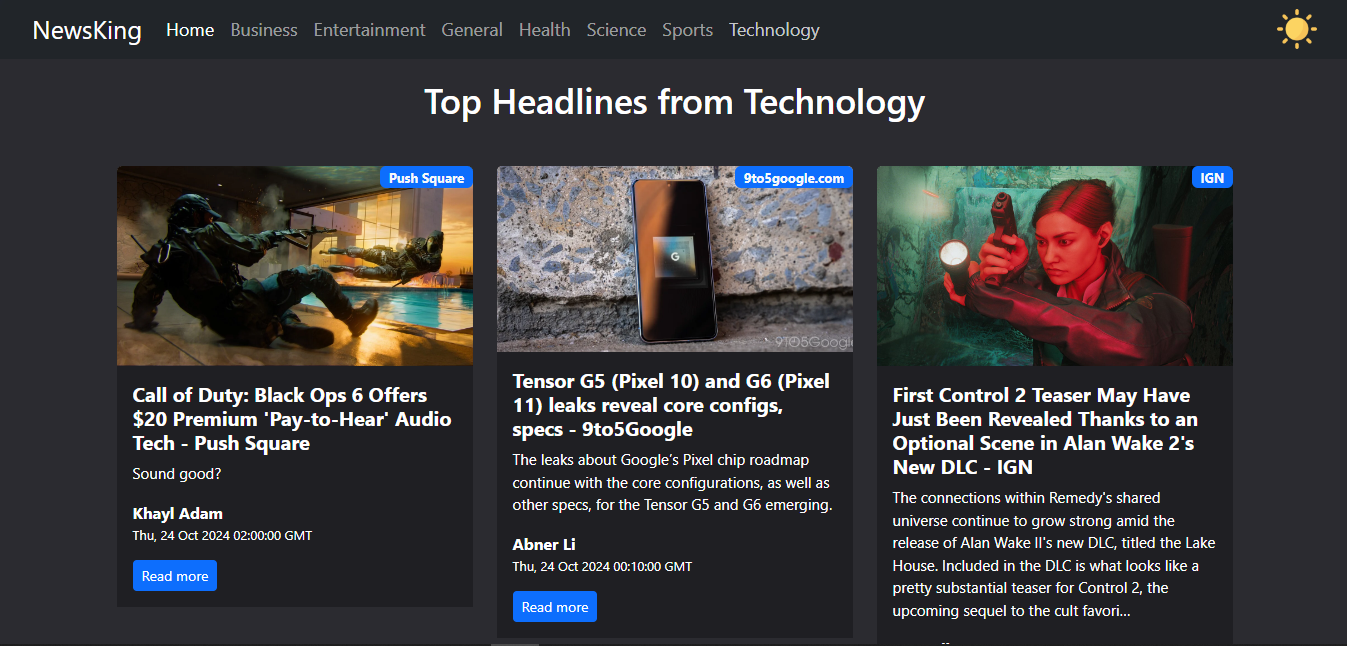 NewsKing Home Business Entertainment General Health Science Sports Technology
Top Headlines from Technology
Push Square
Call of Duty: Black Ops 6 Offers
$20 Premium 'Pay-to-Hear' Audio
Tech - Push Square
Sound good?
Khayl Adam
Thu, 24 Oct 2024 02:00:00 GMT
Read more
9to5google.com
G
9TO5Google
Tensor G5 (Pixel 10) and G6 (Pixel
11) leaks reveal core configs,
specs - 9to5Google
The leaks about Google’s Pixel chip roadmap
continue with the core configurations, as well as
other specs, for the Tensor G5 and G6 emerging.
Abner Li
Thu, 24 Oct 2024 00:10:00 GMT
Read more
IGN
First Control 2 Teaser May Have
Just Been Revealed Thanks to an
Optional Scene in Alan Wake 2's
New DLC - IGN
The connections within Remedy's shared
universe continue to grow strong amid the
release of Alan Wake II's new DLC, titled the Lake
House. Included in the DLC is what looks like a
pretty substantial teaser for Control 2, the
upcoming sequel to the cult favori...